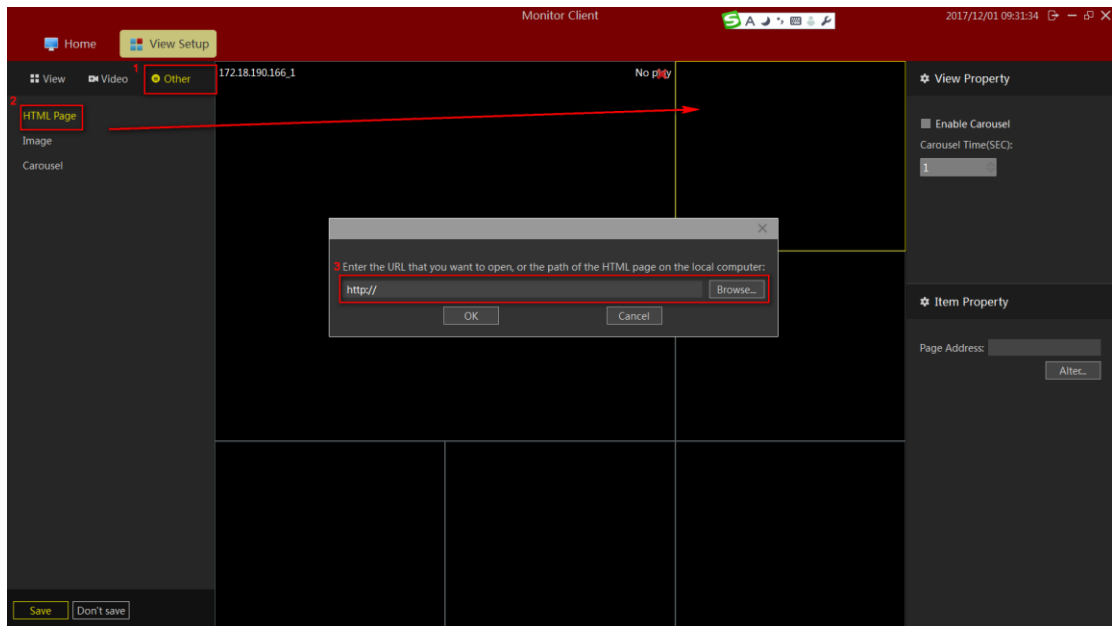 Monitor Client
A
2017/12/01 09:31:34
Home
View Setup
1
View
Video
Other
172.18.190.166_1
View Property
2
HTML Page
Image
Carousel
Enable Carousel
Carousel Time(SEC):
1
3 Enter the URL that you want to open, or the path of the HTML page on the local computer:
http://
Browse...
OK
Cancel
Item Property
Page Address:
Alter...
Save
Don't save